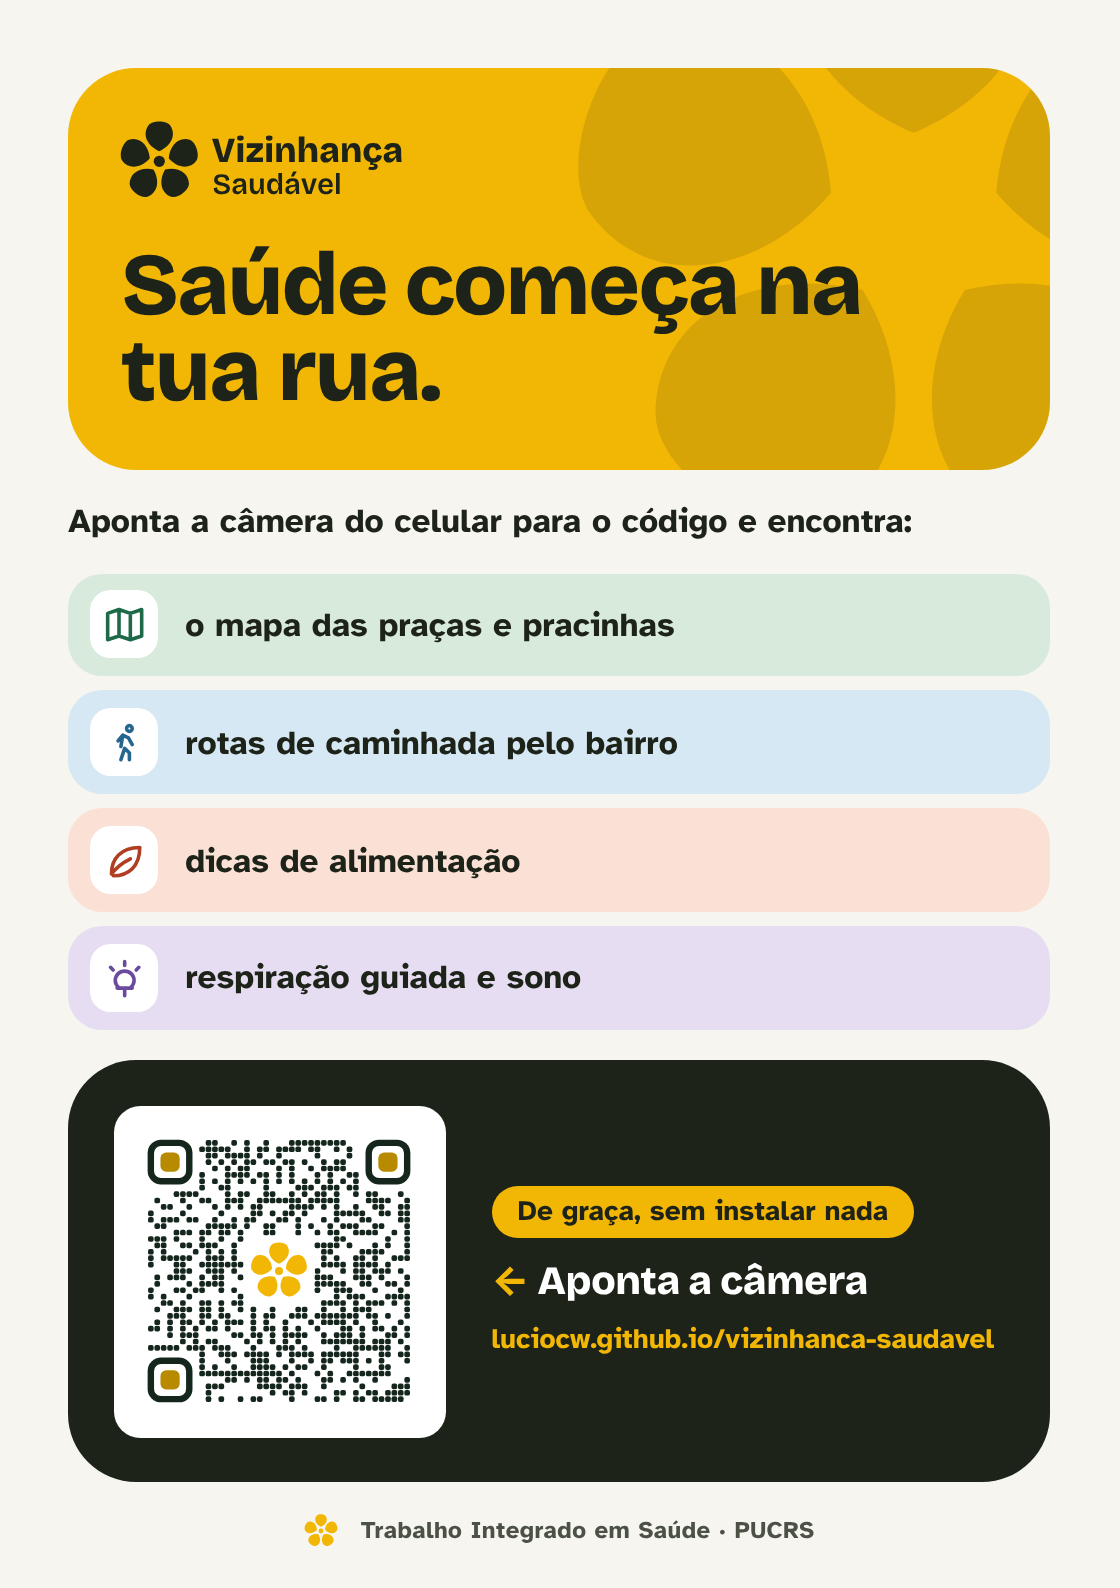 Vizinhança
Saudável
Saúde começa na
tua rua.
Aponta a câmera do celular para o código e encontra:
o mapa das praças e pracinhas
rotas de caminhada pelo bairro
dicas de alimentação
respiração guiada e sono
De graça, sem instalar nada
← Aponta a câmera
luciocw.github.io/vizinhanca-saudavel
Trabalho Integrado em Saúde · PUCRS